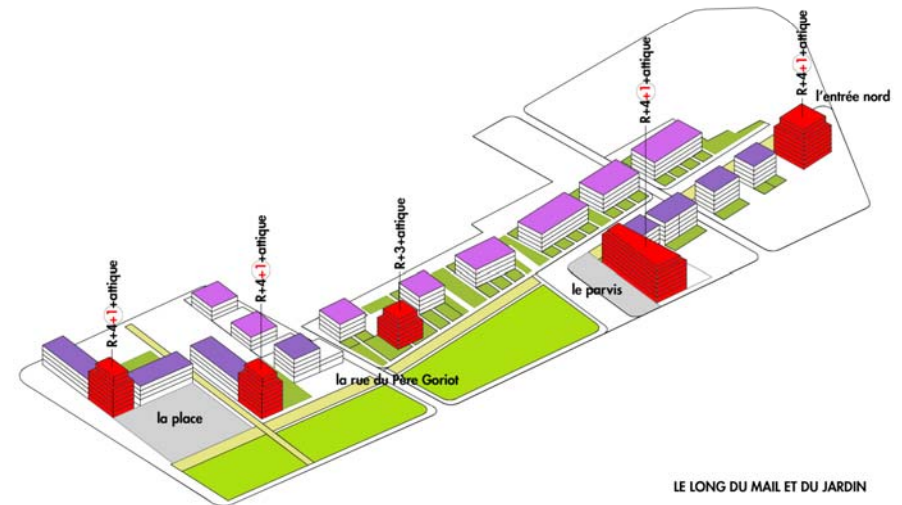 R+4+1+attique
l'entrée nord
R+4+1+attique
R+3+attique
R+4+1+attique
R+4+1+attique
le parvis
la rue du Père Goriot
la place
LE LONG DU MAIL ET DU JARDIN